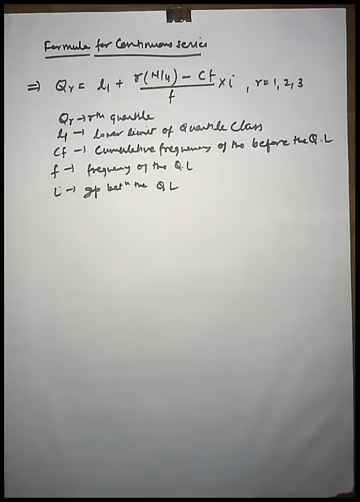 Formula for Continuous series
⇒ Qr = l1 + r(N/4) - Cf / f × i , r = 1, 2, 3
Qr → rth quartile
l1 → lower limit of Quartile Class
Cf → Cumulative frequency of the before the Q.L
f → frequency of the Q.L
i → gap betn the Q L